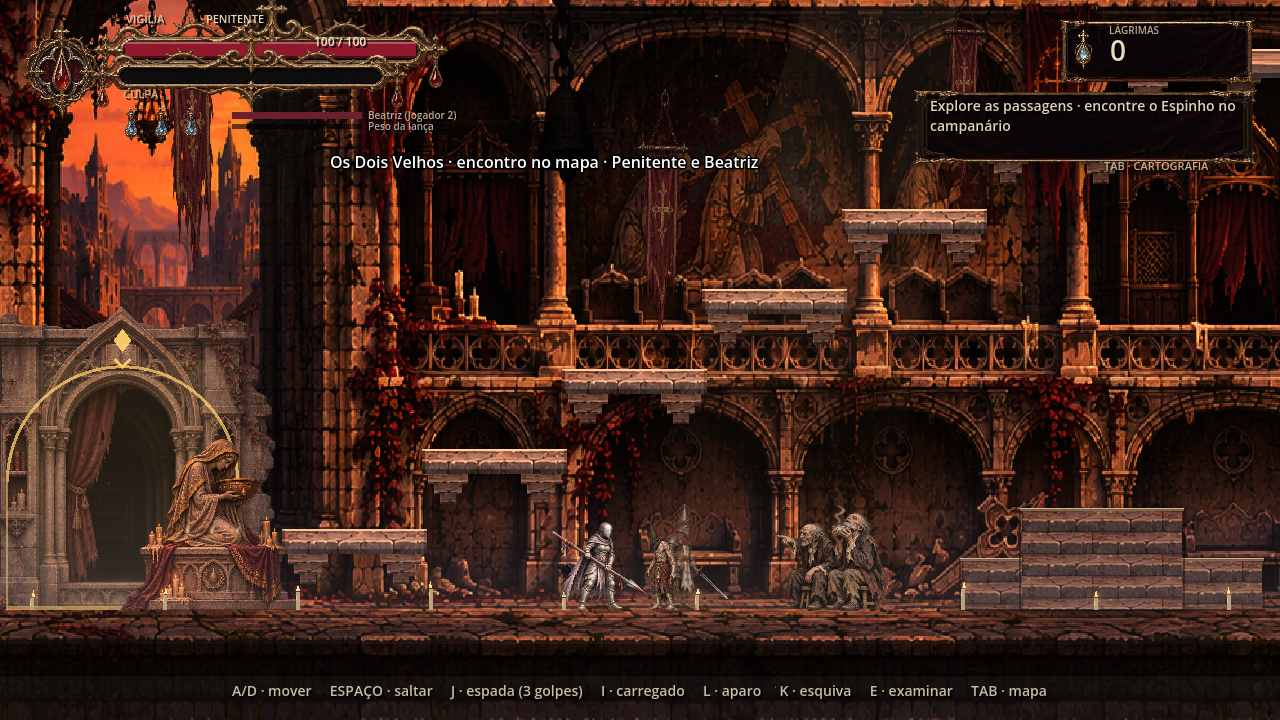 VIGÍLIA PENITENTE
100 / 100
CULPA
Beatriz (Jogador 2)
Peso da lança
LÁGRIMAS
0
Explore as passagens · encontre o Espinho no
campanário
TAB · CARTOGRAFIA
Os Dois Velhos · encontro no mapa · Penitente e Beatriz
A/D · mover ESPAÇO · saltar J · espada (3 golpes) I · carregado L · aparo K · esquiva E · examinar TAB · mapa